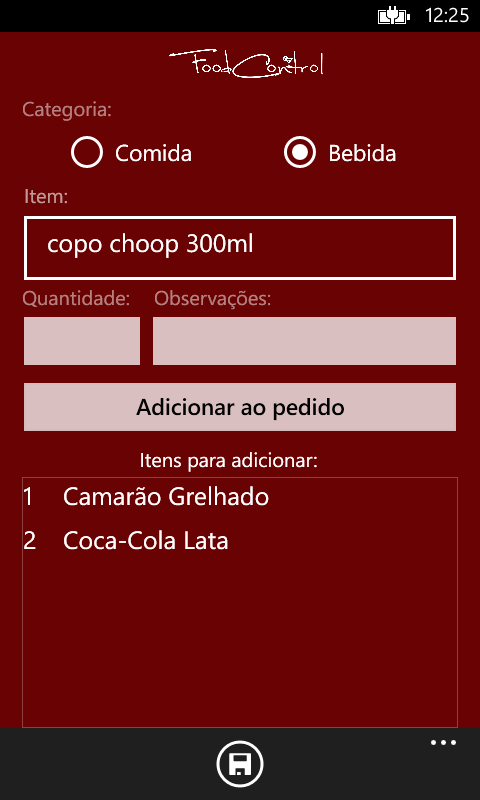 12:25
FoodControl
Categoria:
Comida Bebida
Item:
copo choop 300ml
Quantidade: Observações:
Adicionar ao pedido
Itens para adicionar:
1 Camarão Grelhado
2 Coca-Cola Lata